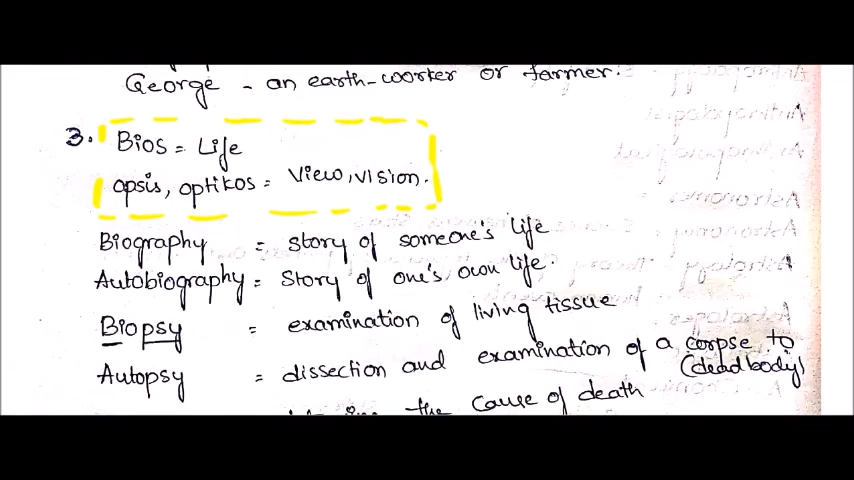 George - an earth-worker or farmer.
3. Bios = Life
opsis, optikos = View, vision.
Biography = story of someone's life
Autobiography = Story of one's own life.
Biopsy = examination of living tissue
Autopsy = dissection and examination of a corpse to
(dead body)
the cause of death